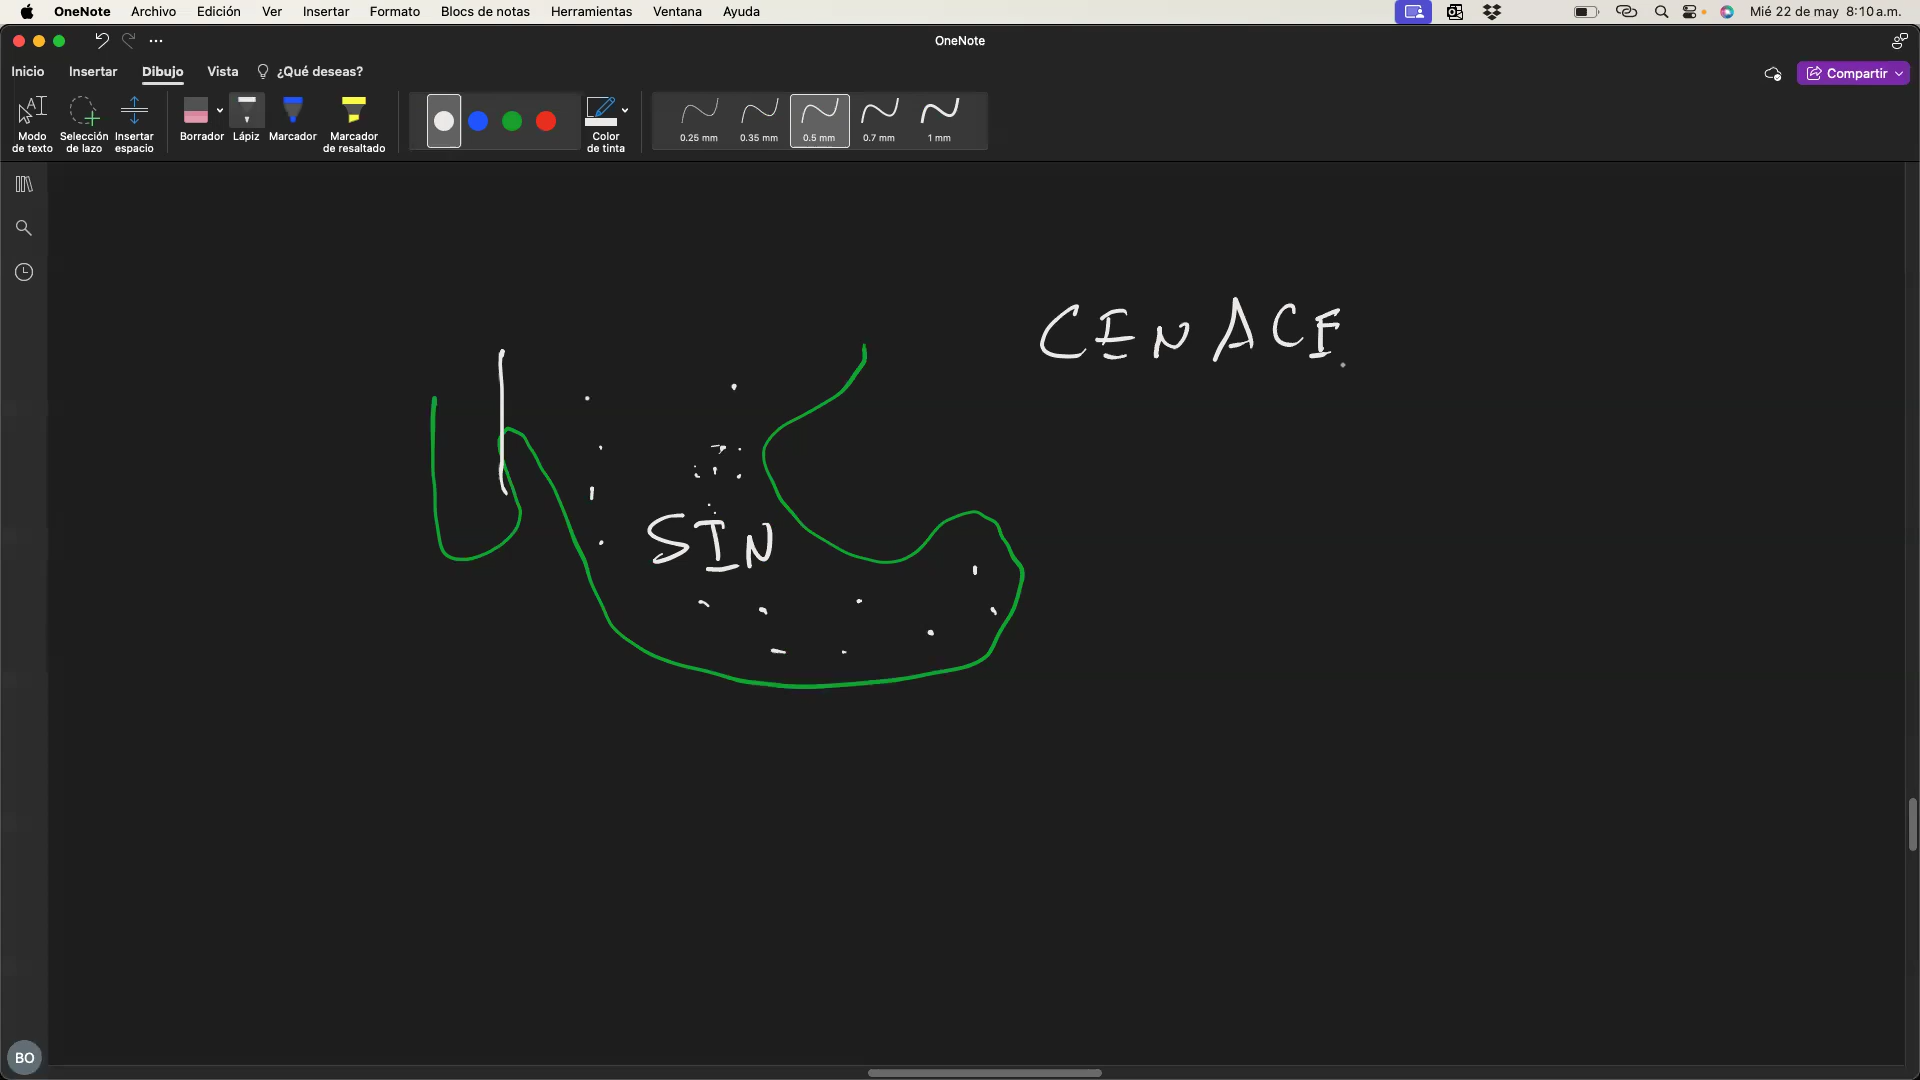 OneNote Archivo Edición Ver Insertar Formato Blocs de notas Herramientas Ventana Ayuda Mié 22 de may 8:10 a.m.
OneNote
Inicio Insertar Dibujo Vista ¿Qué deseas? Compartir
Modo de texto
Selección de lazo
Insertar espacio
Borrador
Lápiz
Marcador
Marcador de resaltado
Color de tinta
0.25 mm
0.35 mm
0.5 mm
0.7 mm
1 mm
CENACE
SIN
BO